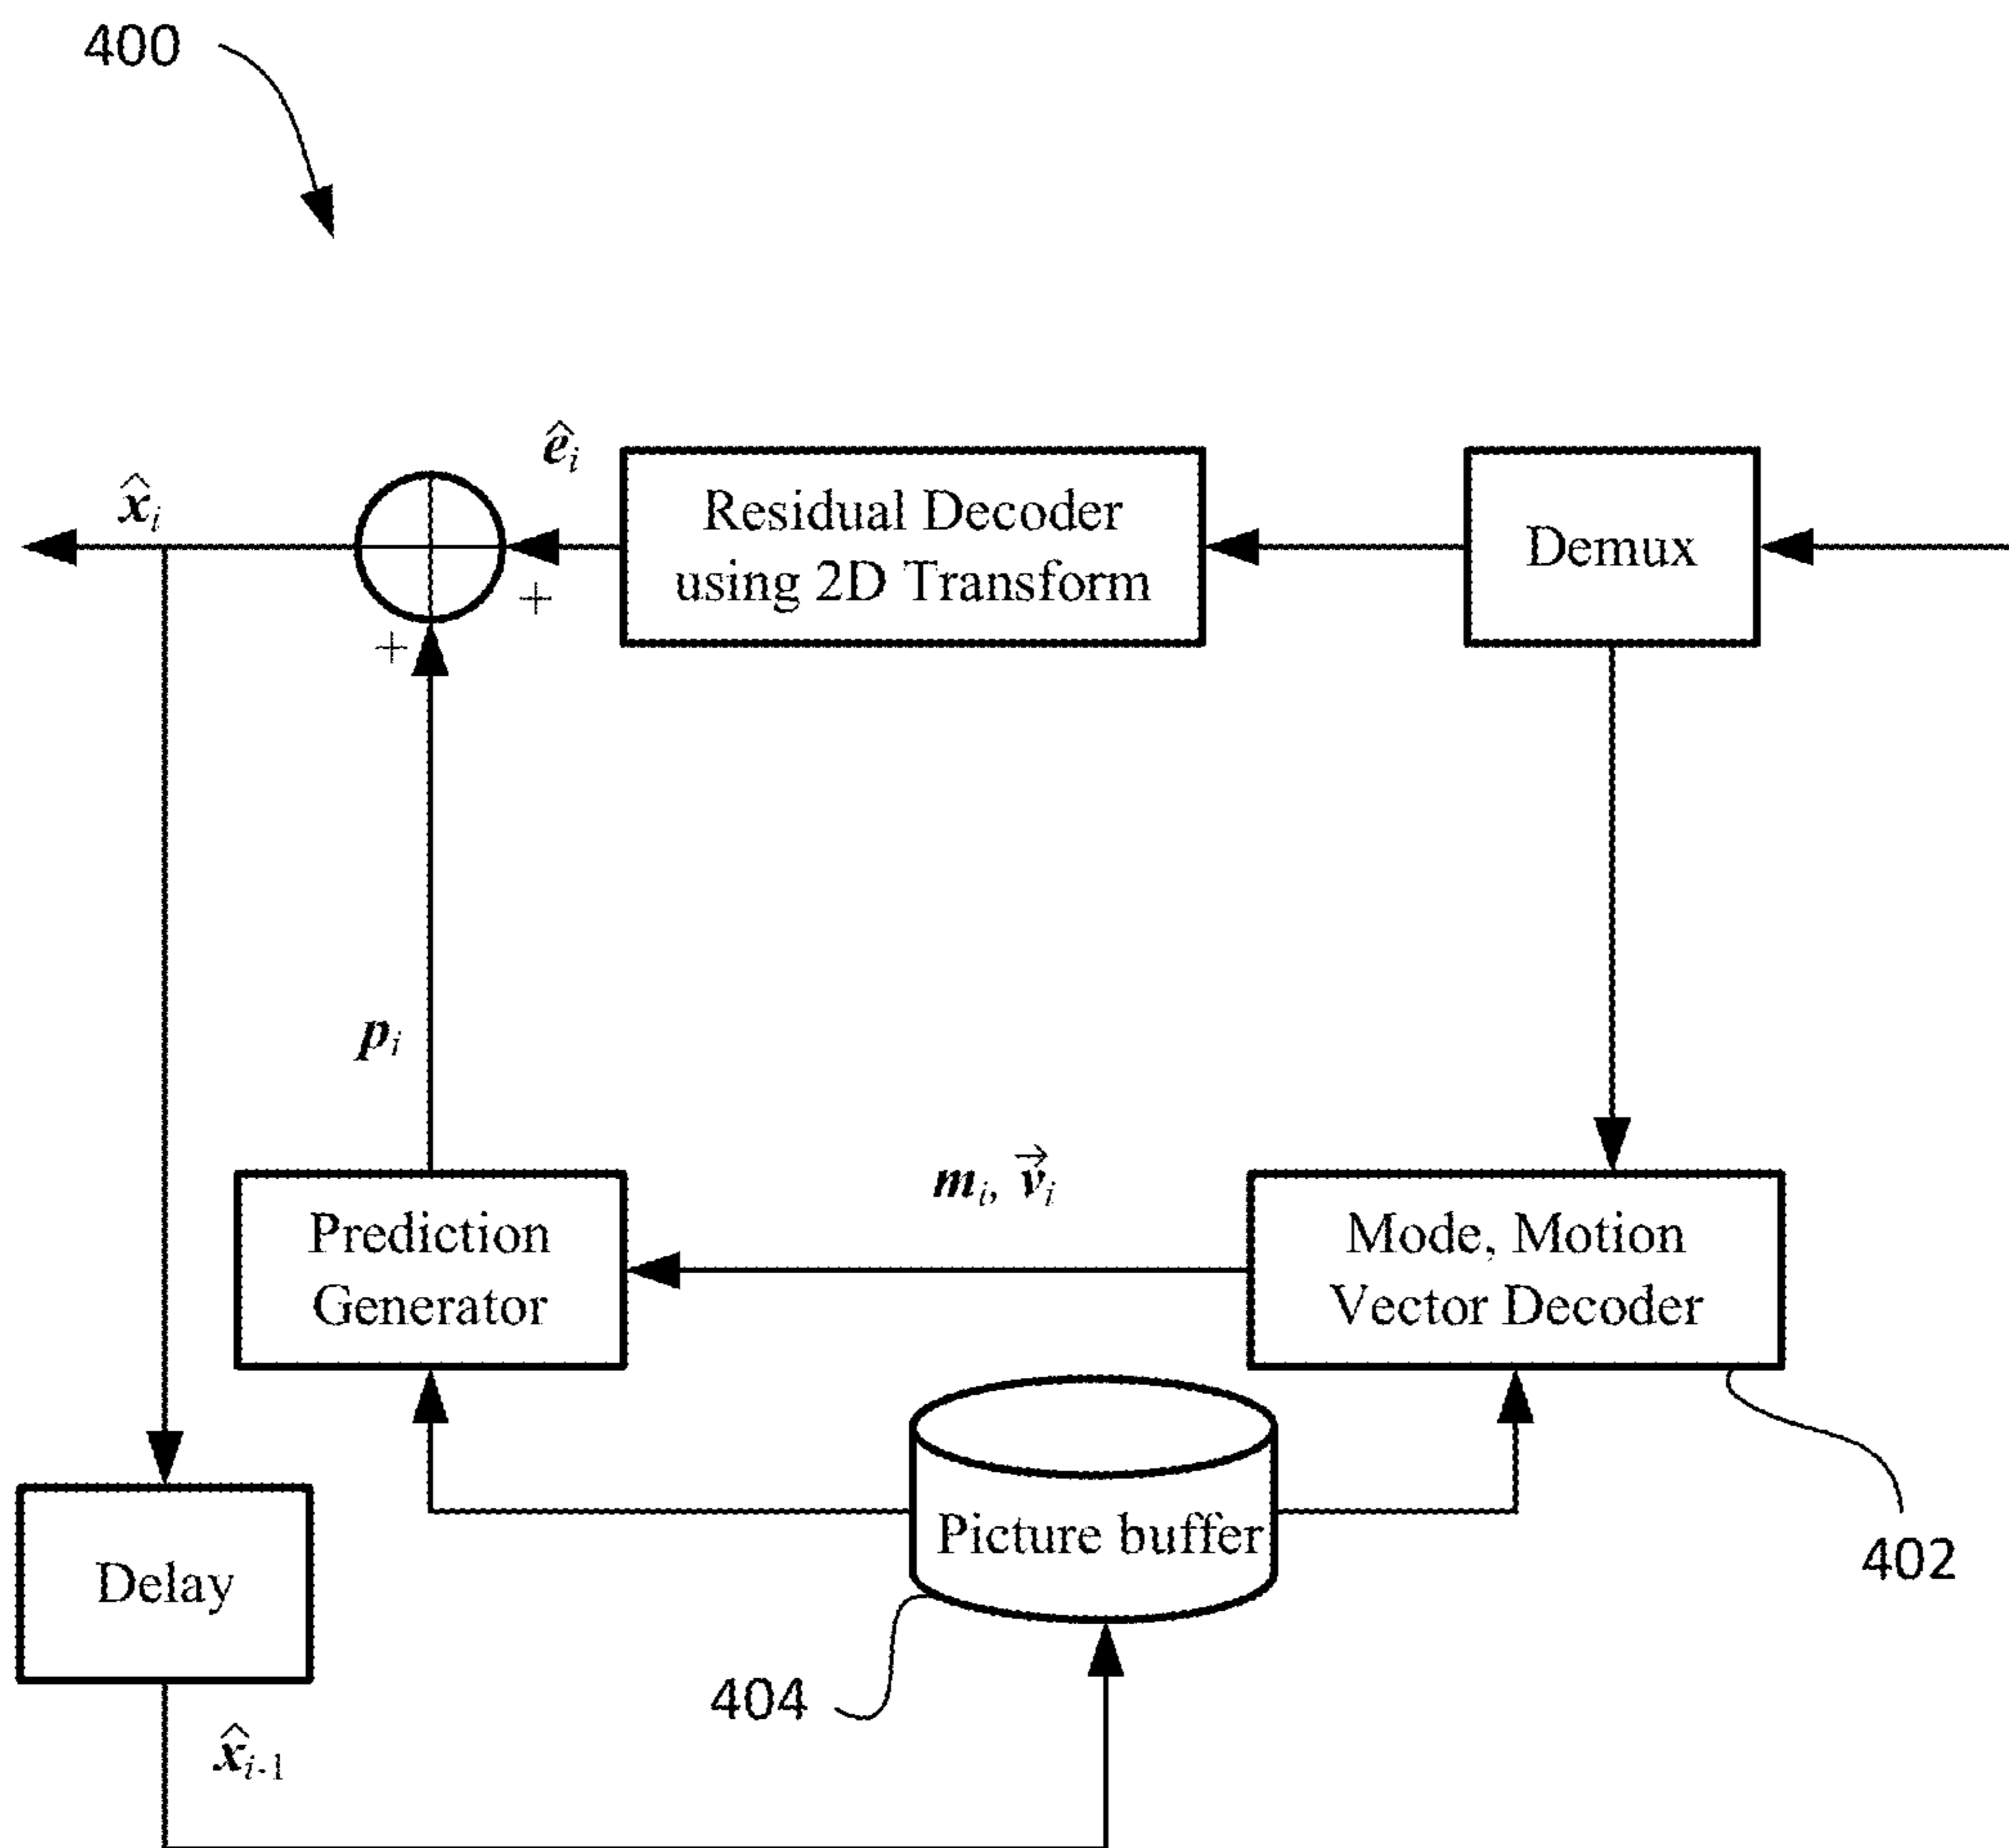 400
x̂i
êi
Residual Decoder
using 2D Transform
Demux
+
+
pi
mi, v⃗i
Prediction
Generator
Mode, Motion
Vector Decoder
Picture buffer
Delay
402
404
x̂i-1